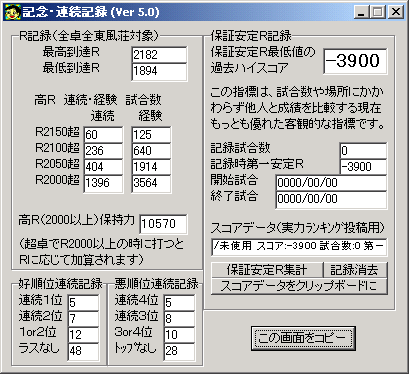 記念・連続記録 (Ver 5.0)
R記録(全卓全東風荘対象)
最高到達R 2182
最低到達R 1894
高R 連続・経験 試合数
連続 経験
R2150超 60 125
R2100超 236 640
R2050超 404 1914
R2000超 1396 3564
高R(2000以上)保持力 10570
(超卓でR2000以上の時に打つと
Rに応じて加算されます)
好順位連続記録
連続1位 5
連続2位 7
1or2位 12
ラスなし 48
悪順位連続記録
連続4位 5
連続3位 8
3or4位 10
トップなし 28
保証安定R記録
保証安定R最低値の
過去ハイスコア -3900
この指標は、試合数や場所にかか
わらず他人と成績を比較する現在
もっとも優れた客観的な指標です。
記録試合数 0
記録時第一安定R -3900
開始試合 0000/00/00
終了試合 0000/00/00
スコアデータ(実力ランキング投稿用)
/未使用 スコア:-3900 試合数:0 第一
保証安定R集計 記録消去
スコアデータをクリップボードに
この画面をコピー